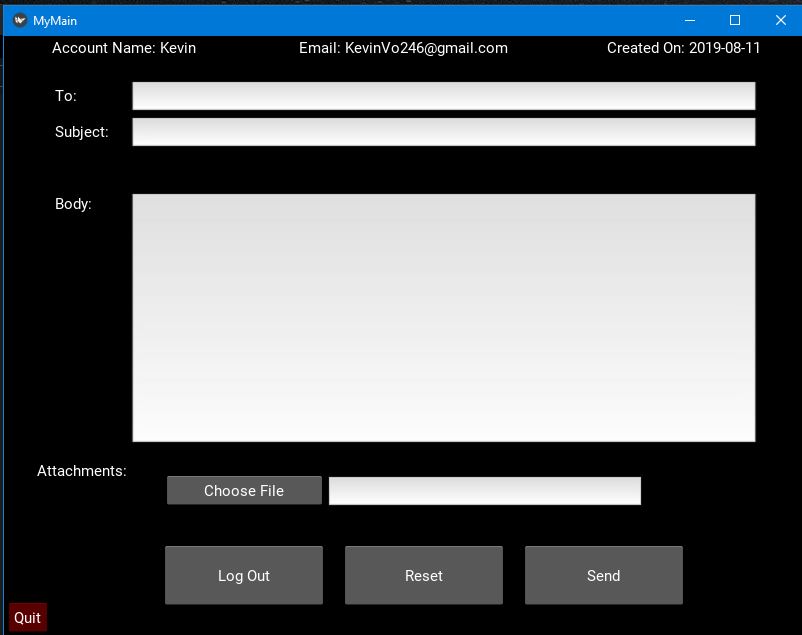 MyMain
Account Name: Kevin Email: KevinVo246@gmail.com Created On: 2019-08-11
To:
Subject:
Body:
Attachments:
Choose File
Log Out Reset Send
Quit